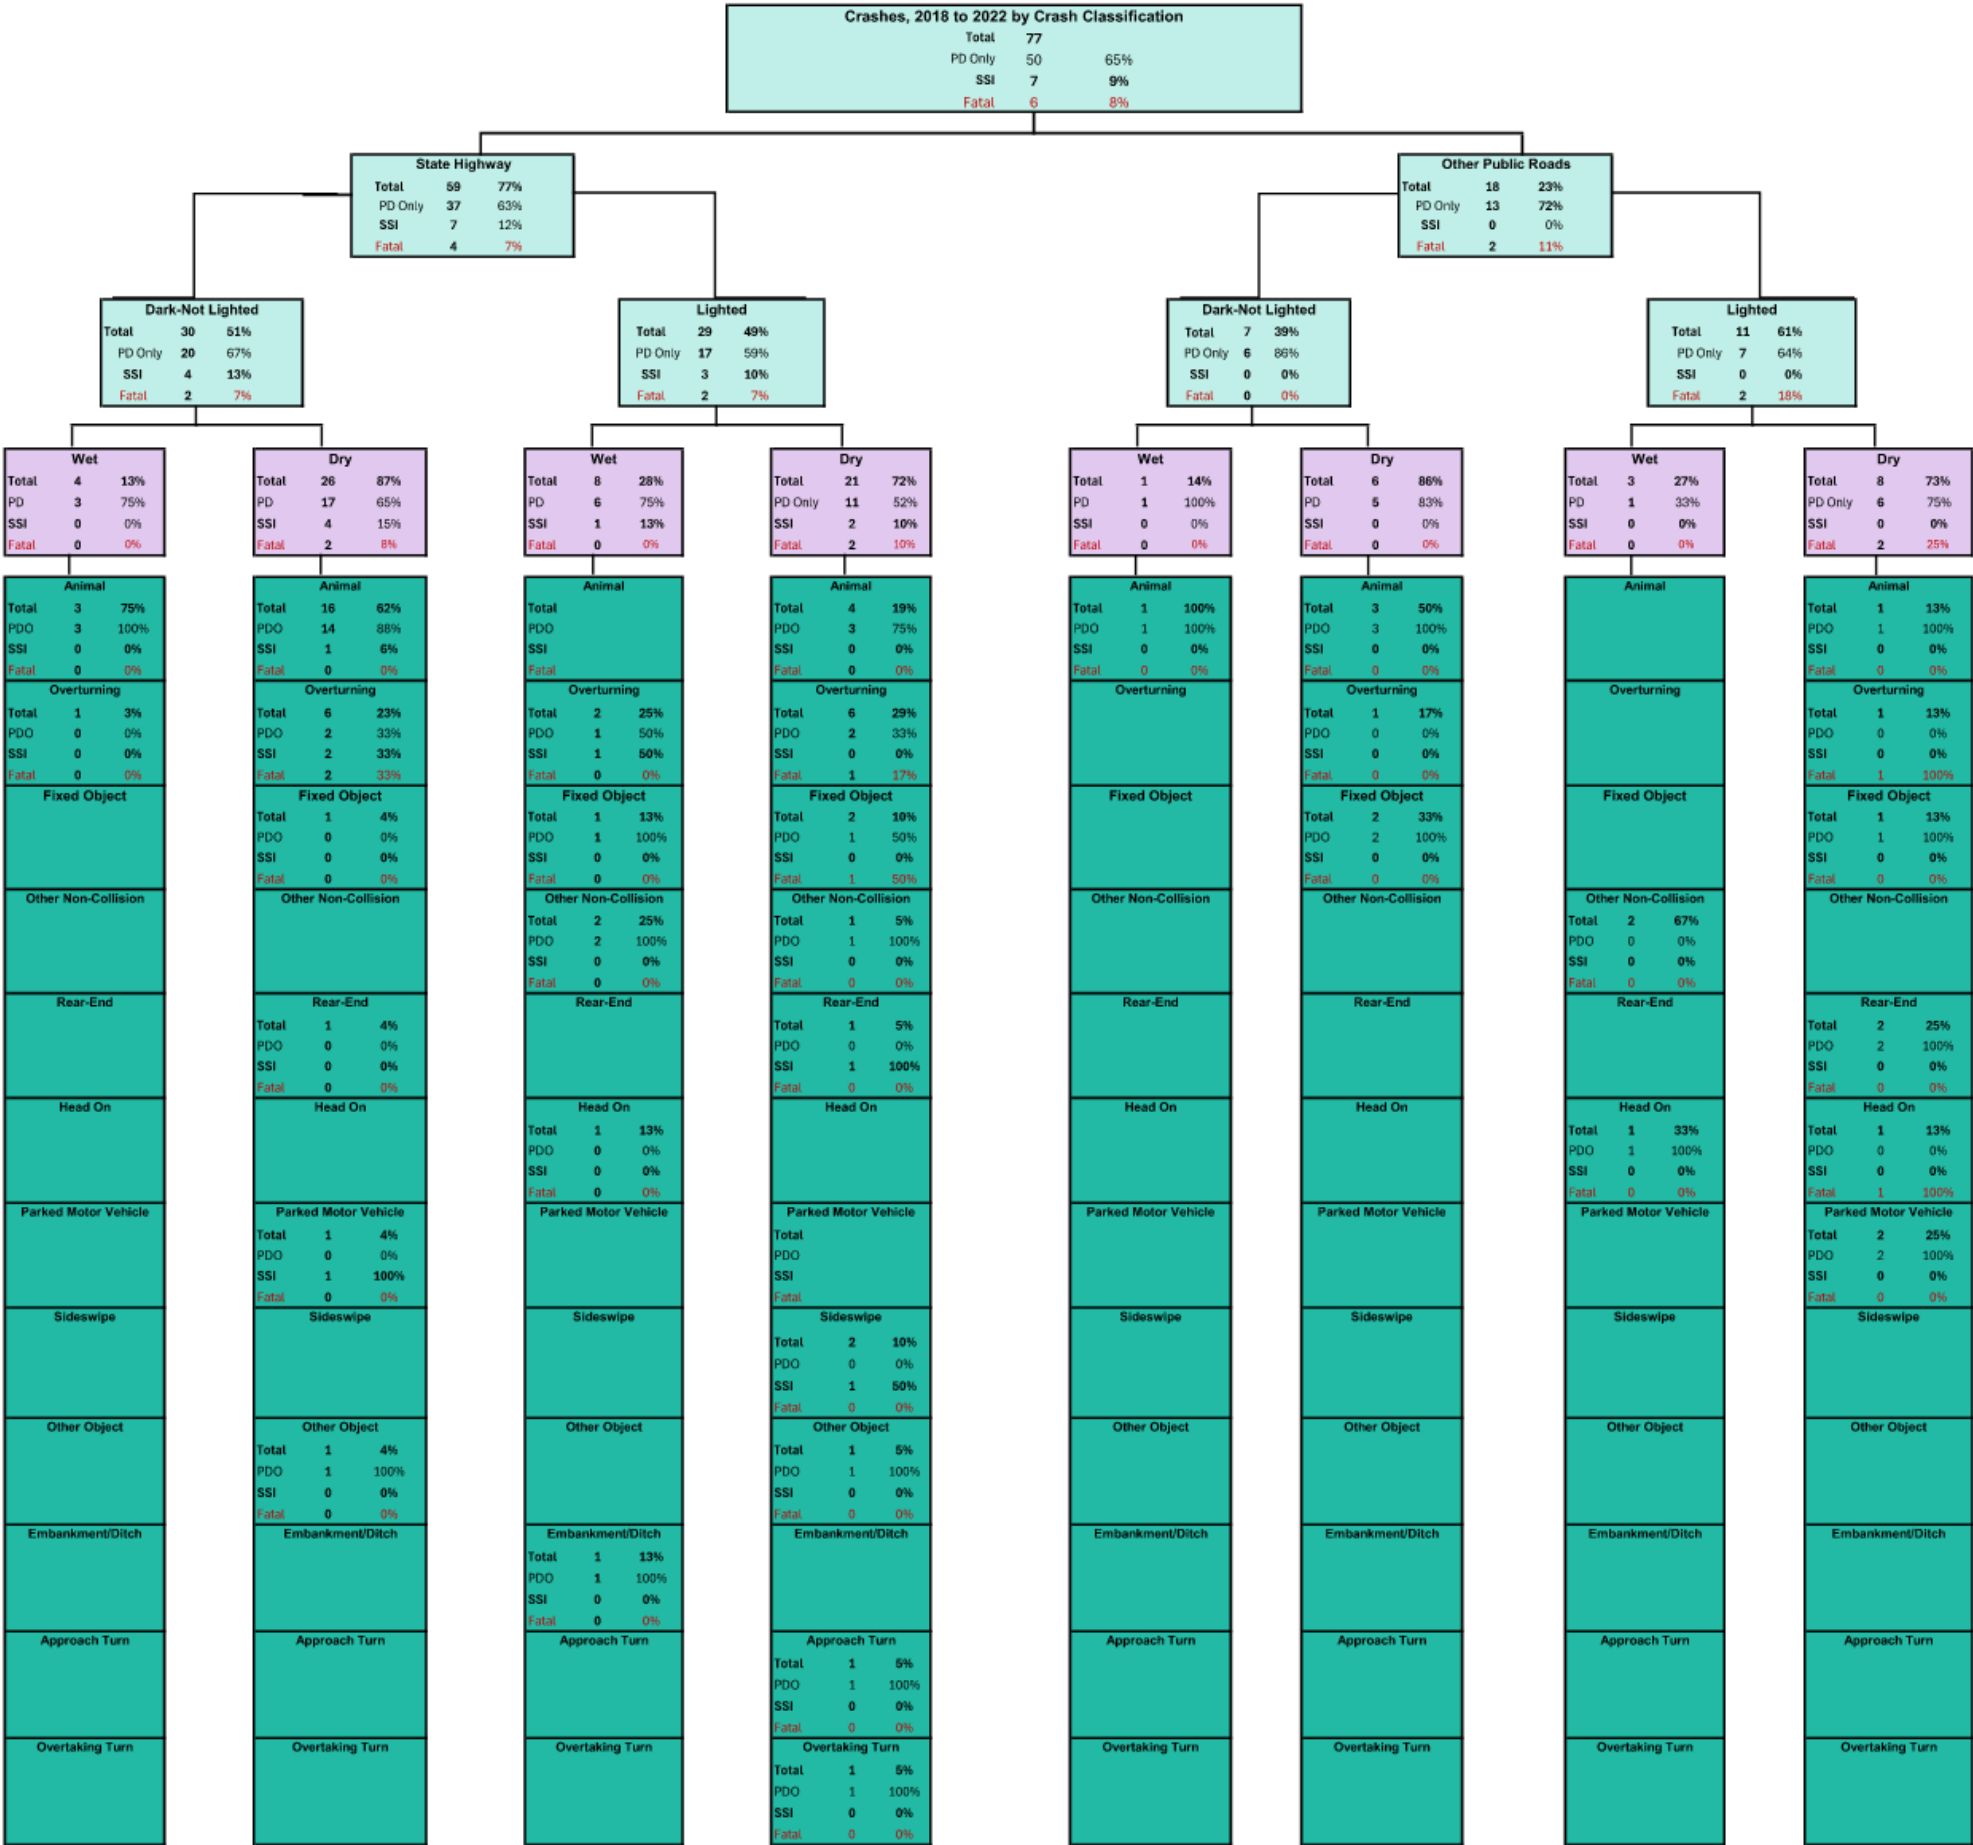 Crashes, 2018 to 2022 by Crash Classification
Total 77
PD Only 50 65%
SSI 7 9%
Fatal 6 8%
State Highway
Total 59 77%
PD Only 37 63%
SSI 7 12%
Fatal 4 7%
Other Public Roads
Total 18 23%
PD Only 13 72%
SSI 0 0%
Fatal 2 11%
Dark-Not Lighted
Total 30 51%
PD Only 20 67%
SSI 4 13%
Fatal 2 7%
Lighted
Total 29 49%
PD Only 17 59%
SSI 3 10%
Fatal 2 7%
Dark-Not Lighted
Total 7 39%
PD Only 6 86%
SSI 0 0%
Fatal 0 0%
Lighted
Total 11 61%
PD Only 7 64%
SSI 0 0%
Fatal 2 18%
Wet
Total 4 13%
PD 3 75%
SSI 0 0%
Fatal 0 0%
Animal
Total 3 75%
PDO 3 100%
SSI 0 0%
Fatal 0 0%
Overturning
Total 1 3%
PDO 0 0%
SSI 0 0%
Fatal 0 0%
Fixed Object
Other Non-Collision
Rear-End
Head On
Parked Motor Vehicle
Sideswipe
Other Object
Embankment/Ditch
Approach Turn
Overtaking Turn
Dry
Total 26 87%
PD 17 65%
SSI 4 15%
Fatal 2 8%
Animal
Total 16 62%
PDO 14 88%
SSI 1 6%
Fatal 0 0%
Overturning
Total 6 23%
PDO 2 33%
SSI 2 33%
Fatal 2 33%
Fixed Object
Total 1 4%
PDO 0 0%
SSI 0 0%
Fatal 0 0%
Other Non-Collision
Rear-End
Total 1 4%
PDO 0 0%
SSI 0 0%
Fatal 0 0%
Head On
Parked Motor Vehicle
Total 1 4%
PDO 0 0%
SSI 1 100%
Fatal 0 0%
Sideswipe
Other Object
Total 1 4%
PDO 1 100%
SSI 0 0%
Fatal 0 0%
Embankment/Ditch
Approach Turn
Overtaking Turn
Wet
Total 8 28%
PD 6 75%
SSI 1 13%
Fatal 0 0%
Animal
Total
PDO
SSI
Fatal
Overturning
Total 2 25%
PDO 1 50%
SSI 1 50%
Fatal 0 0%
Fixed Object
Total 1 13%
PDO 1 100%
SSI 0 0%
Fatal 0 0%
Other Non-Collision
Total 2 25%
PDO 2 100%
SSI 0 0%
Fatal 0 0%
Rear-End
Head On
Total 1 13%
PDO 0 0%
SSI 0 0%
Fatal 0 0%
Parked Motor Vehicle
Sideswipe
Other Object
Embankment/Ditch
Total 1 13%
PDO 1 100%
SSI 0 0%
Fatal 0 0%
Approach Turn
Overtaking Turn
Dry
Total 21 72%
PD Only 11 52%
SSI 2 10%
Fatal 2 10%
Animal
Total 4 19%
PDO 3 75%
SSI 0 0%
Fatal 0 0%
Overturning
Total 6 29%
PDO 2 33%
SSI 0 0%
Fatal 1 17%
Fixed Object
Total 2 10%
PDO 1 50%
SSI 0 0%
Fatal 1 50%
Other Non-Collision
Total 1 5%
PDO 1 100%
SSI 0 0%
Fatal 0 0%
Rear-End
Total 1 5%
PDO 0 0%
SSI 1 100%
Fatal 0 0%
Head On
Parked Motor Vehicle
Total
PDO
SSI
Fatal
Sideswipe
Total 2 10%
PDO 0 0%
SSI 1 50%
Fatal 0 0%
Other Object
Total 1 5%
PDO 1 100%
SSI 0 0%
Fatal 0 0%
Embankment/Ditch
Approach Turn
Total 1 5%
PDO 1 100%
SSI 0 0%
Fatal 0 0%
Overtaking Turn
Total 1 5%
PDO 1 100%
SSI 0 0%
Fatal 0 0%
Wet
Total 1 14%
PD 1 100%
SSI 0 0%
Fatal 0 0%
Animal
Total 1 100%
PDO 1 100%
SSI 0 0%
Fatal 0 0%
Overturning
Fixed Object
Other Non-Collision
Rear-End
Head On
Parked Motor Vehicle
Sideswipe
Other Object
Embankment/Ditch
Approach Turn
Overtaking Turn
Dry
Total 6 86%
PD 5 83%
SSI 0 0%
Fatal 0 0%
Animal
Total 3 50%
PDO 3 100%
SSI 0 0%
Fatal 0 0%
Overturning
Total 1 17%
PDO 0 0%
SSI 0 0%
Fatal 0 0%
Fixed Object
Total 2 33%
PDO 2 100%
SSI 0 0%
Fatal 0 0%
Other Non-Collision
Rear-End
Head On
Parked Motor Vehicle
Sideswipe
Other Object
Embankment/Ditch
Approach Turn
Overtaking Turn
Wet
Total 3 27%
PD 1 33%
SSI 0 0%
Fatal 0 0%
Animal
Overturning
Fixed Object
Other Non-Collision
Total 2 67%
PDO 0 0%
SSI 0 0%
Fatal 0 0%
Rear-End
Head On
Total 1 33%
PDO 1 100%
SSI 0 0%
Fatal 0 0%
Parked Motor Vehicle
Sideswipe
Other Object
Embankment/Ditch
Approach Turn
Overtaking Turn
Dry
Total 8 73%
PD Only 6 75%
SSI 0 0%
Fatal 2 25%
Animal
Total 1 13%
PDO 1 100%
SSI 0 0%
Fatal 0 0%
Overturning
Total 1 13%
PDO 0 0%
SSI 0 0%
Fatal 1 100%
Fixed Object
Total 1 13%
PDO 1 100%
SSI 0 0%
Fatal 0 0%
Other Non-Collision
Rear-End
Total 2 25%
PDO 2 100%
SSI 0 0%
Fatal 0 0%
Head On
Total 1 13%
PDO 0 0%
SSI 0 0%
Fatal 1 100%
Parked Motor Vehicle
Total 2 25%
PDO 2 100%
SSI 0 0%
Fatal 0 0%
Sideswipe
Other Object
Embankment/Ditch
Approach Turn
Overtaking Turn